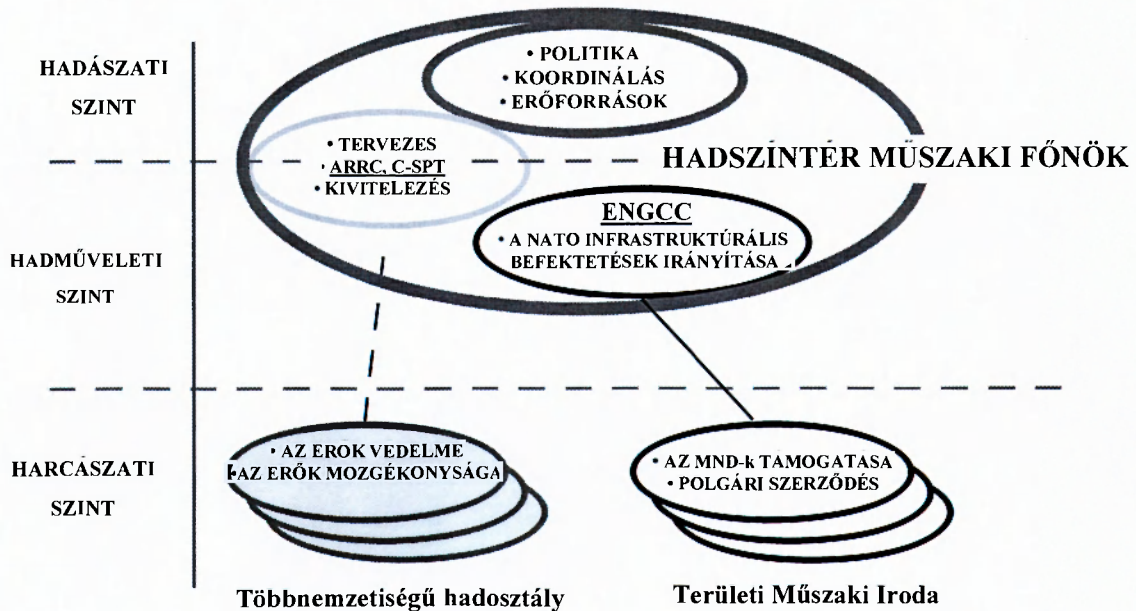 HADÁSZATI
SZINT
• POLITIKA
• KOORDINÁLÁS
• ERŐFORRÁSOK
• TERVEZES
• ARRC, C-SPT
• KIVITELEZÉS
HADSZÍNTÉR MŰSZAKI FŐNÖK
HADMŰVELETI
SZINT
ENGCC
• A NATO INFRASTRUKTÚRÁLIS
BEFEKTETÉSEK IRÁNYÍTÁSA
HARCÁSZATI
SZINT
• AZ EROK VEDELME
• AZ ERŐK MOZGÉKONYSÁGA
• AZ MND-k TAMOGATASA
• POLGÁRI SZERZŐDÉS
Többnemzetiségű hadosztály
Területi Műszaki Iroda